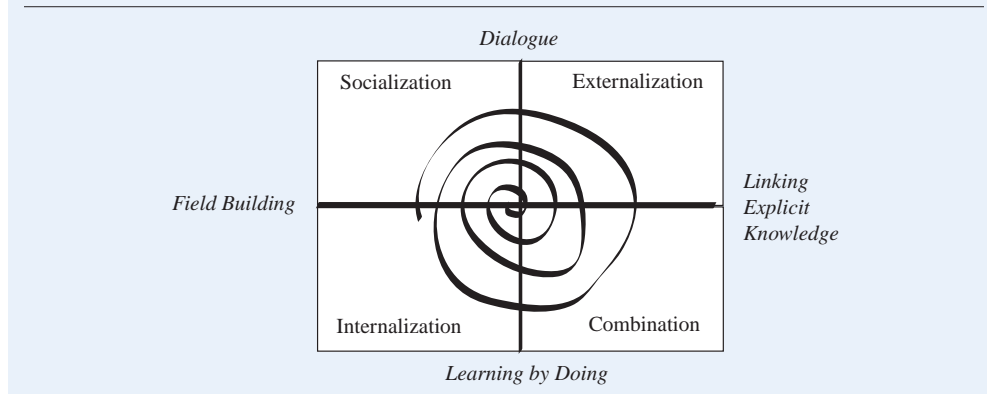 Dialogue
Socialization
Externalization
Field Building
Linking
Explicit
Knowledge
Internalization
Combination
Learning by Doing